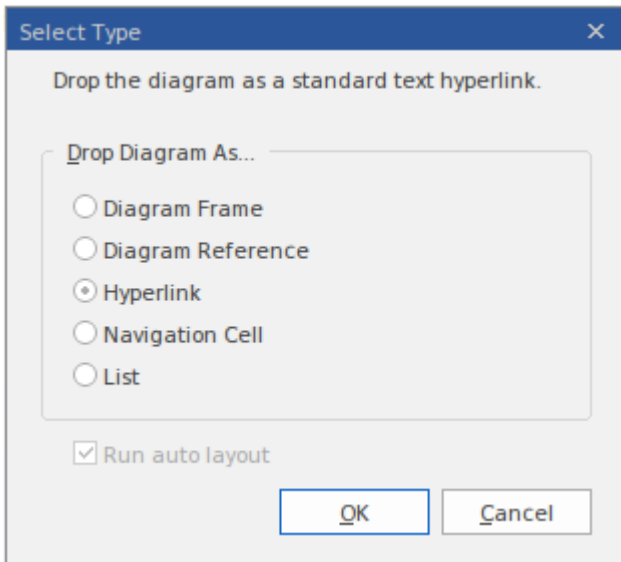 Select Type
Drop the diagram as a standard text hyperlink.
Drop Diagram As...
Diagram Frame
Diagram Reference
Hyperlink
Navigation Cell
List
Run auto layout
OK
Cancel